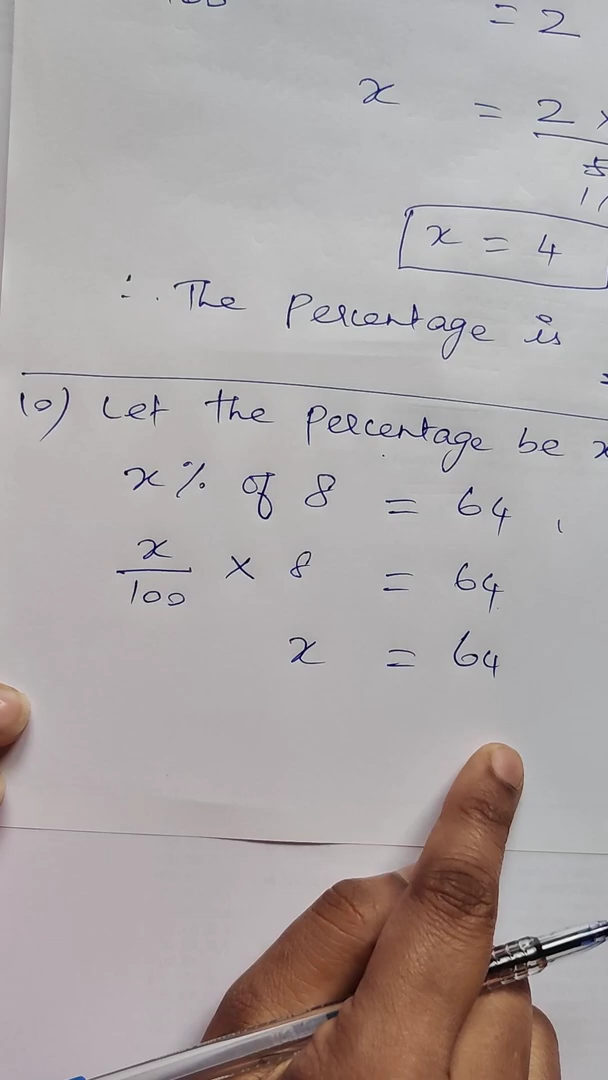 = 2
x = 2 ×
x = 4
∴ The Percentage is
=
10) Let the percentage be x
x % of 8 = 64 ,
x/100 × 8 = 64
x = 64